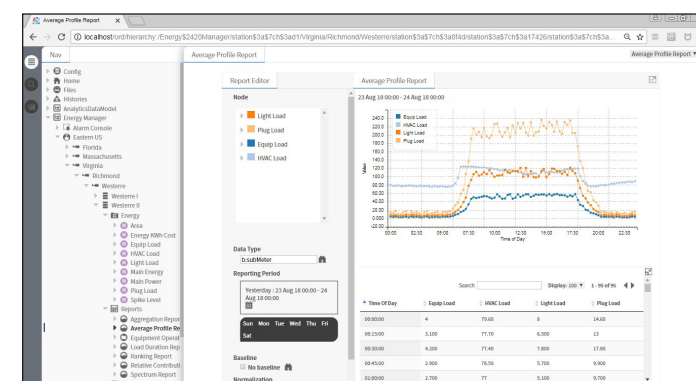 Average Profile Report
localhost/ord/hierarchy:/Energy$2420Manager/station$3a$7ch$3ad1/Virginia/Richmond/Westerre/station$3a$7ch$3a8f4d/station$3a$7ch$3a17426/station$3a$7ch$3a...
Nav
Average Profile Report
Average Profile Report
Config
Home
Files
Histories
AnalyticsDataModel
Energy Manager
Alarm Console
Eastern US
Florida
Massachusetts
Virginia
Richmond
Westerre
Westerre I
Westerre II
Energy
Area
Energy KWh Cost
Equip Load
HVAC Load
Light Load
Main Energy
Main Power
Plug Load
Spike Level
Reports
Aggregation Repor
Average Profile Re
Equipment Operat
Load Duration Rep
Ranking Report
Relative Contributi
Spectrum Report
Report Editor
Node
Light Load
Plug Load
Equip Load
HVAC Load
Data Type
b:subMeter
Reporting Period
Yesterday : 23 Aug 18 00:00 - 24
Aug 18 00:00
Sun Mon Tue Wed Thu Fri
Sat
Baseline
No baseline
Normalization
Average Profile Report
23 Aug 18 00:00 - 24 Aug 18 00:00
Equip Load
HVAC Load
Light Load
Plug Load
Value
240.0
220.0
200.0
180.0
160.0
140.0
120.0
100.0
80.00
60.00
40.00
20.00
0.000
-20.00
00:00 02:30 05:00 07:30 10:00 12:30 15:00 17:30 20:00 22:30
Time of Day
Search Display: 100 1 - 95 of 95
Time Of Day Equip Load HVAC Load Light Load Plug Load
00:00:00 4 79.60 8 14.60
00:15:00 3.100 77.70 6.500 13
00:30:00 4.200 77.40 7.800 17.80
00:45:00 2.900 76.50 5.700 9.900
01:00:00 2.700 77 5.100 9.700